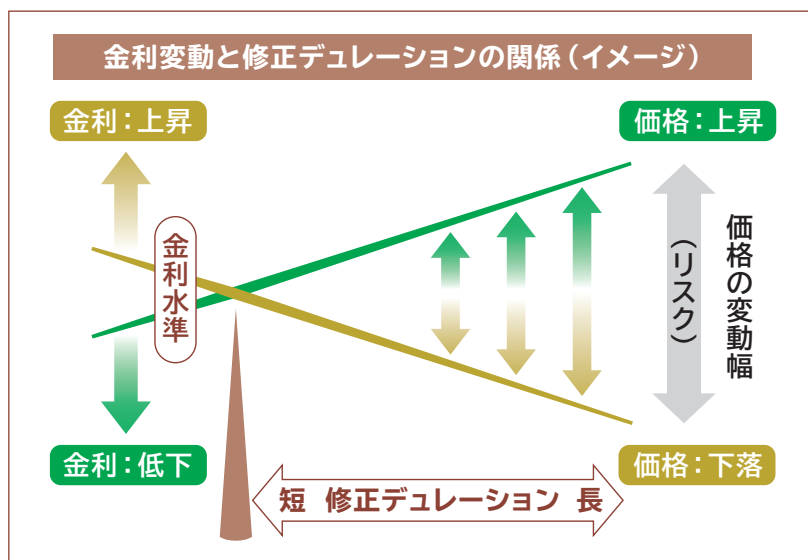 金利変動と修正デュレーションの関係（イメージ）
金利：上昇
価格：上昇
金利水準
価格の変動幅
（リスク）
金利：低下
価格：下落
短 修正デュレーション 長